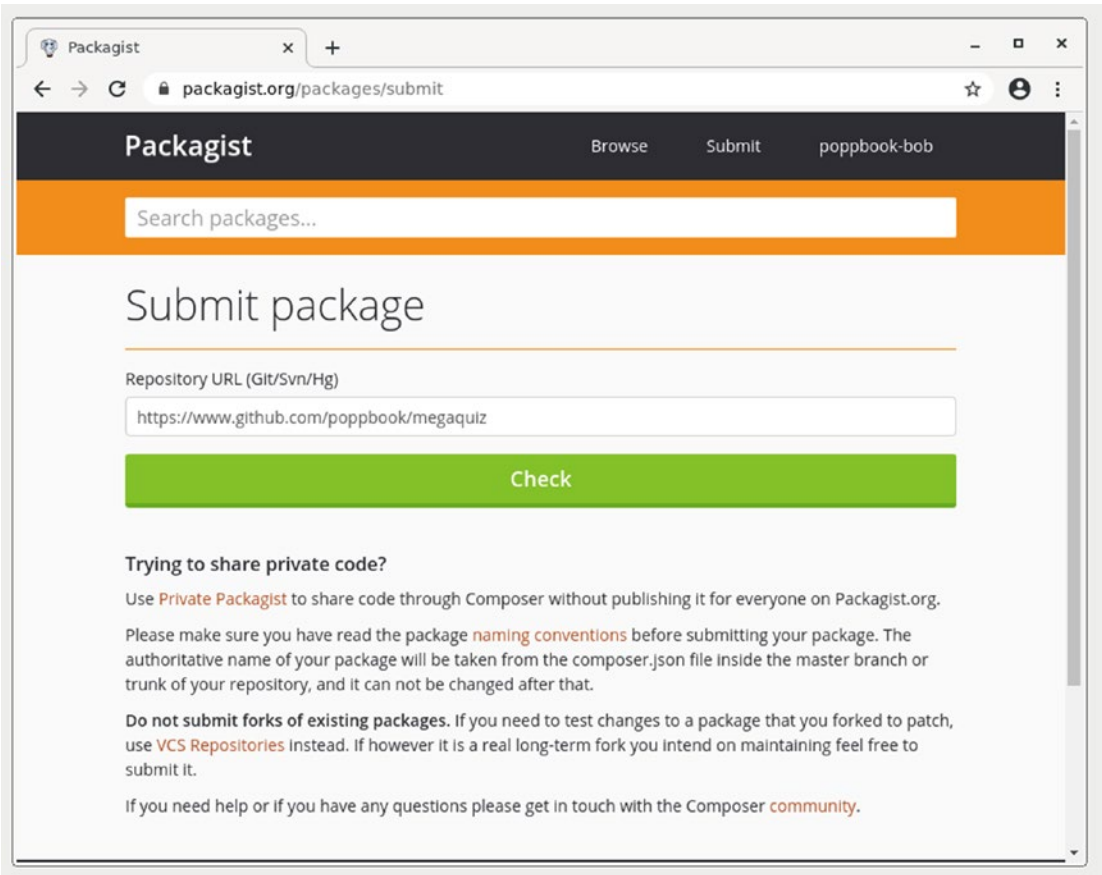 Packagist
packagist.org/packages/submit
Packagist Browse Submit poppbook-bob
Search packages...
Submit package
Repository URL (Git/Svn/Hg)
https://www.github.com/poppbook/megaquiz
Check
Trying to share private code?
Use Private Packagist to share code through Composer without publishing it for everyone on Packagist.org.
Please make sure you have read the package naming conventions before submitting your package. The
authoritative name of your package will be taken from the composer.json file inside the master branch or
trunk of your repository, and it can not be changed after that.
Do not submit forks of existing packages. If you need to test changes to a package that you forked to patch,
use VCS Repositories instead. If however it is a real long-term fork you intend on maintaining feel free to
submit it.
If you need help or if you have any questions please get in touch with the Composer community.